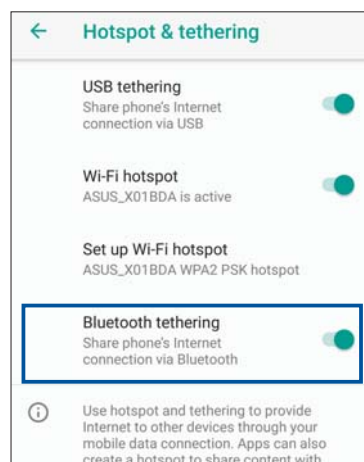 Hotspot & tethering
USB tethering
Share phone's Internet
connection via USB
Wi-Fi hotspot
ASUS_X01BDA is active
Set up Wi-Fi hotspot
ASUS_X01BDA WPA2 PSK hotspot
Bluetooth tethering
Share phone's Internet
connection via Bluetooth
Use hotspot and tethering to provide
Internet to other devices through your
mobile data connection. Apps can also
create a hotspot to share content with